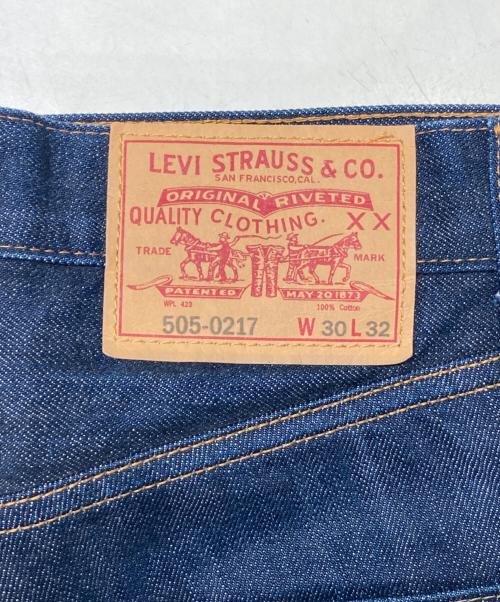 LEVI STRAUSS & CO.
SAN FRANCISCO, CAL.
ORIGINAL RIVETED
QUALITY CLOTHING. XX
TRADE MARK
PATENTED MAY 20 1873
WPL 423 100% Cotton
505-0217 W 30 L 32